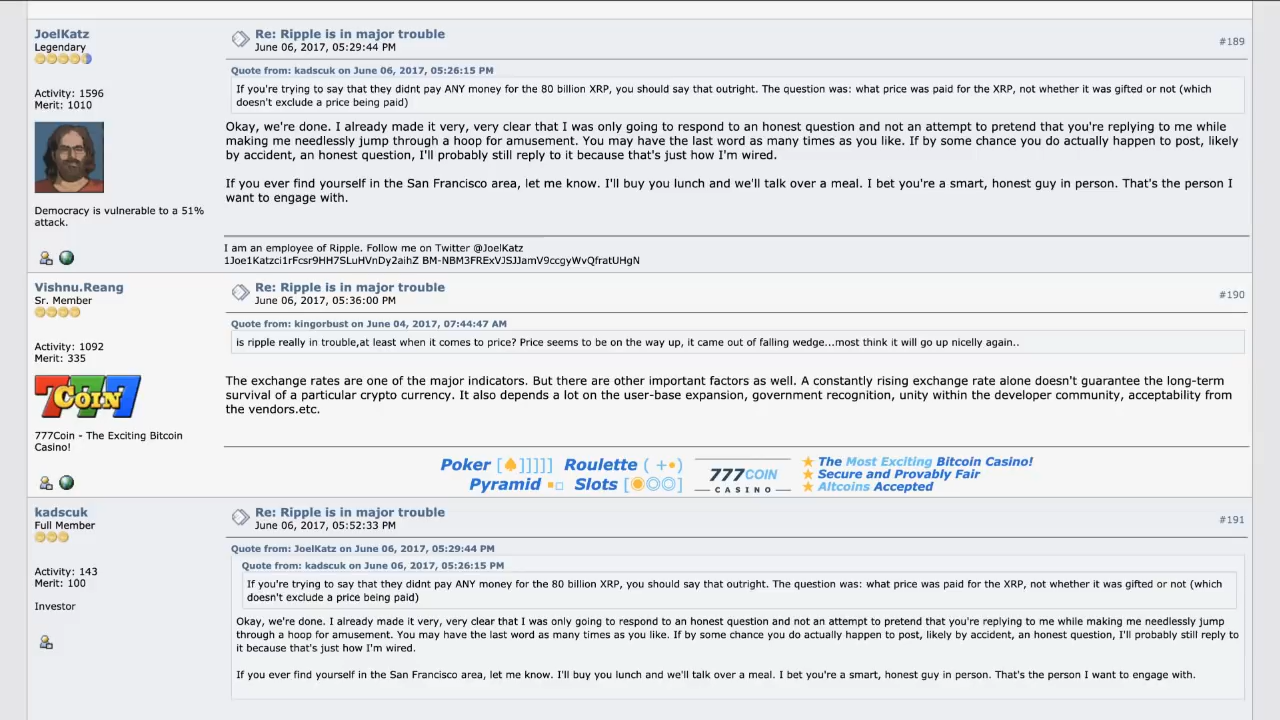 JoelKatz
Legendary
Activity: 1596
Merit: 1010
Democracy is vulnerable to a 51%
attack.
Re: Ripple is in major trouble
June 06, 2017, 05:29:44 PM
#189
Quote from: kadscuk on June 06, 2017, 05:26:15 PM
If you're trying to say that they didnt pay ANY money for the 80 billion XRP, you should say that outright. The question was: what price was paid for the XRP, not whether it was gifted or not (which
doesn't exclude a price being paid)
Okay, we're done. I already made it very, very clear that I was only going to respond to an honest question and not an attempt to pretend that you're replying to me while
making me needlessly jump through a hoop for amusement. You may have the last word as many times as you like. If by some chance you do actually happen to post, likely
by accident, an honest question, I'll probably still reply to it because that's just how I'm wired.
If you ever find yourself in the San Francisco area, let me know. I'll buy you lunch and we'll talk over a meal. I bet you're a smart, honest guy in person. That's the person I
want to engage with.
I am an employee of Ripple. Follow me on Twitter @JoelKatz
1Joe1Katzci1rFcsr9HH7SLuHVnDy2aihZ BM-NBM3FRExVJSJJamV9ccgyWvQfratUHgN
Vishnu.Reang
Sr. Member
Activity: 1092
Merit: 335
777
COIN
777Coin - The Exciting Bitcoin
Casino!
Re: Ripple is in major trouble
June 06, 2017, 05:36:00 PM
#190
Quote from: kingorbust on June 04, 2017, 07:44:47 AM
is ripple really in trouble,at least when it comes to price? Price seems to be on the way up, it came out of falling wedge...most think it will go up nicelly again..
The exchange rates are one of the major indicators. But there are other important factors as well. A constantly rising exchange rate alone doesn't guarantee the long-term
survival of a particular crypto currency. It also depends a lot on the user-base expansion, government recognition, unity within the developer community, acceptability from
the vendors.etc.
Poker [♠]]]]] Roulette ( +•)
Pyramid ▪□ Slots [◉◎◎]
777COIN
CASINO
★ The Most Exciting Bitcoin Casino!
★ Secure and Provably Fair
★ Altcoins Accepted
kadscuk
Full Member
Activity: 143
Merit: 100
Investor
Re: Ripple is in major trouble
June 06, 2017, 05:52:33 PM
#191
Quote from: JoelKatz on June 06, 2017, 05:29:44 PM
Quote from: kadscuk on June 06, 2017, 05:26:15 PM
If you're trying to say that they didnt pay ANY money for the 80 billion XRP, you should say that outright. The question was: what price was paid for the XRP, not whether it was gifted or not (which
doesn't exclude a price being paid)
Okay, we're done. I already made it very, very clear that I was only going to respond to an honest question and not an attempt to pretend that you're replying to me while making me needlessly jump
through a hoop for amusement. You may have the last word as many times as you like. If by some chance you do actually happen to post, likely by accident, an honest question, I'll probably still reply to
it because that's just how I'm wired.
If you ever find yourself in the San Francisco area, let me know. I'll buy you lunch and we'll talk over a meal. I bet you're a smart, honest guy in person. That's the person I want to engage with.